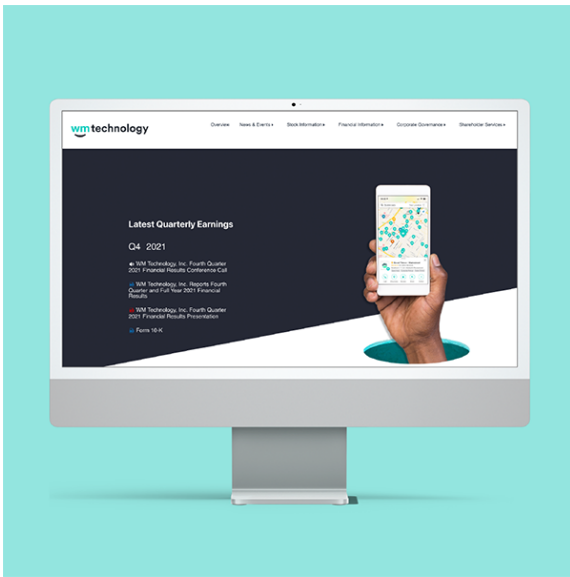 wmtechnology
Overview News & Events Stock Information Financial Information Corporate Governance Shareholder Services
Latest Quarterly Earnings
Q4 2021
WM Technology, Inc. Fourth Quarter
2021 Financial Results Conference Call
WM Technology, Inc. Reports Fourth
Quarter and Full Year 2021 Financial
Results
WM Technology, Inc. Fourth Quarter
2021 Financial Results Presentation
Form 10-K